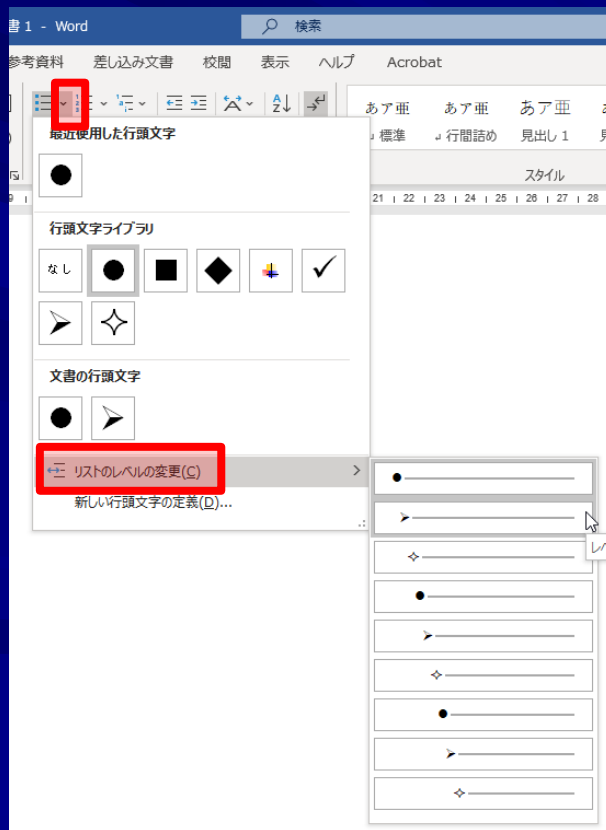 書 1 - Word 検索
参考資料 差し込み文書 校閲 表示 ヘルプ Acrobat
あア亜 あア亜 あア亜
標準 行間詰め 見出し 1
スタイル
21 22 23 24 25 26 27 28
最近使用した行頭文字
行頭文字ライブラリ
なし
文書の行頭文字
リストのレベルの変更(C)
新しい行頭文字の定義(D)...